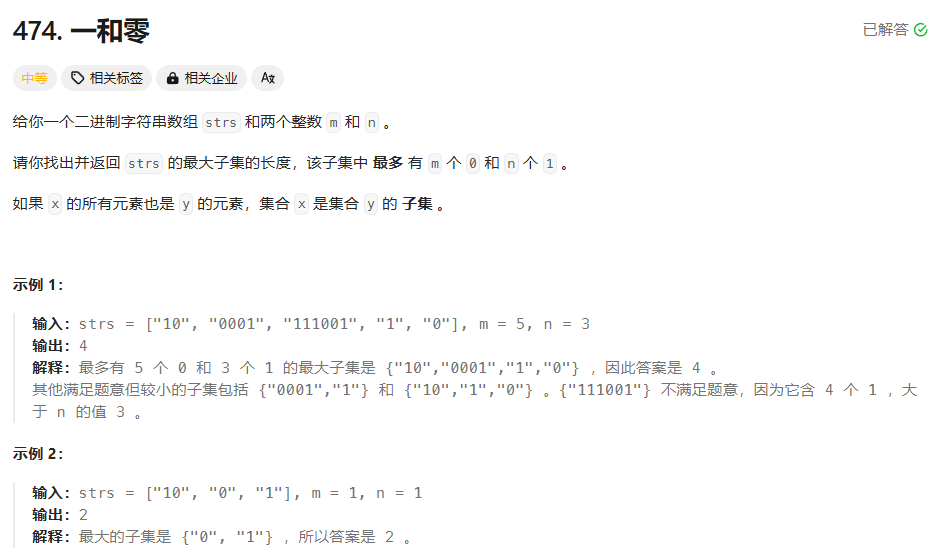 474. 一和零
已解答
中等 相关标签 相关企业 Aあ
给你一个二进制字符串数组 strs 和两个整数 m 和 n 。
请你找出并返回 strs 的最大子集的长度，该子集中 最多 有 m 个 0 和 n 个 1 。
如果 x 的所有元素也是 y 的元素，集合 x 是集合 y 的 子集 。
示例 1：
输入：strs = ["10", "0001", "111001", "1", "0"], m = 5, n = 3
输出：4
解释：最多有 5 个 0 和 3 个 1 的最大子集是 {"10","0001","1","0"} ，因此答案是 4 。
其他满足题意但较小的子集包括 {"0001","1"} 和 {"10","1","0"} 。{"111001"} 不满足题意，因为它含 4 个 1 ，大
于 n 的值 3 。
示例 2：
输入：strs = ["10", "0", "1"], m = 1, n = 1
输出：2
解释：最大的子集是 {"0", "1"} ，所以答案是 2 。